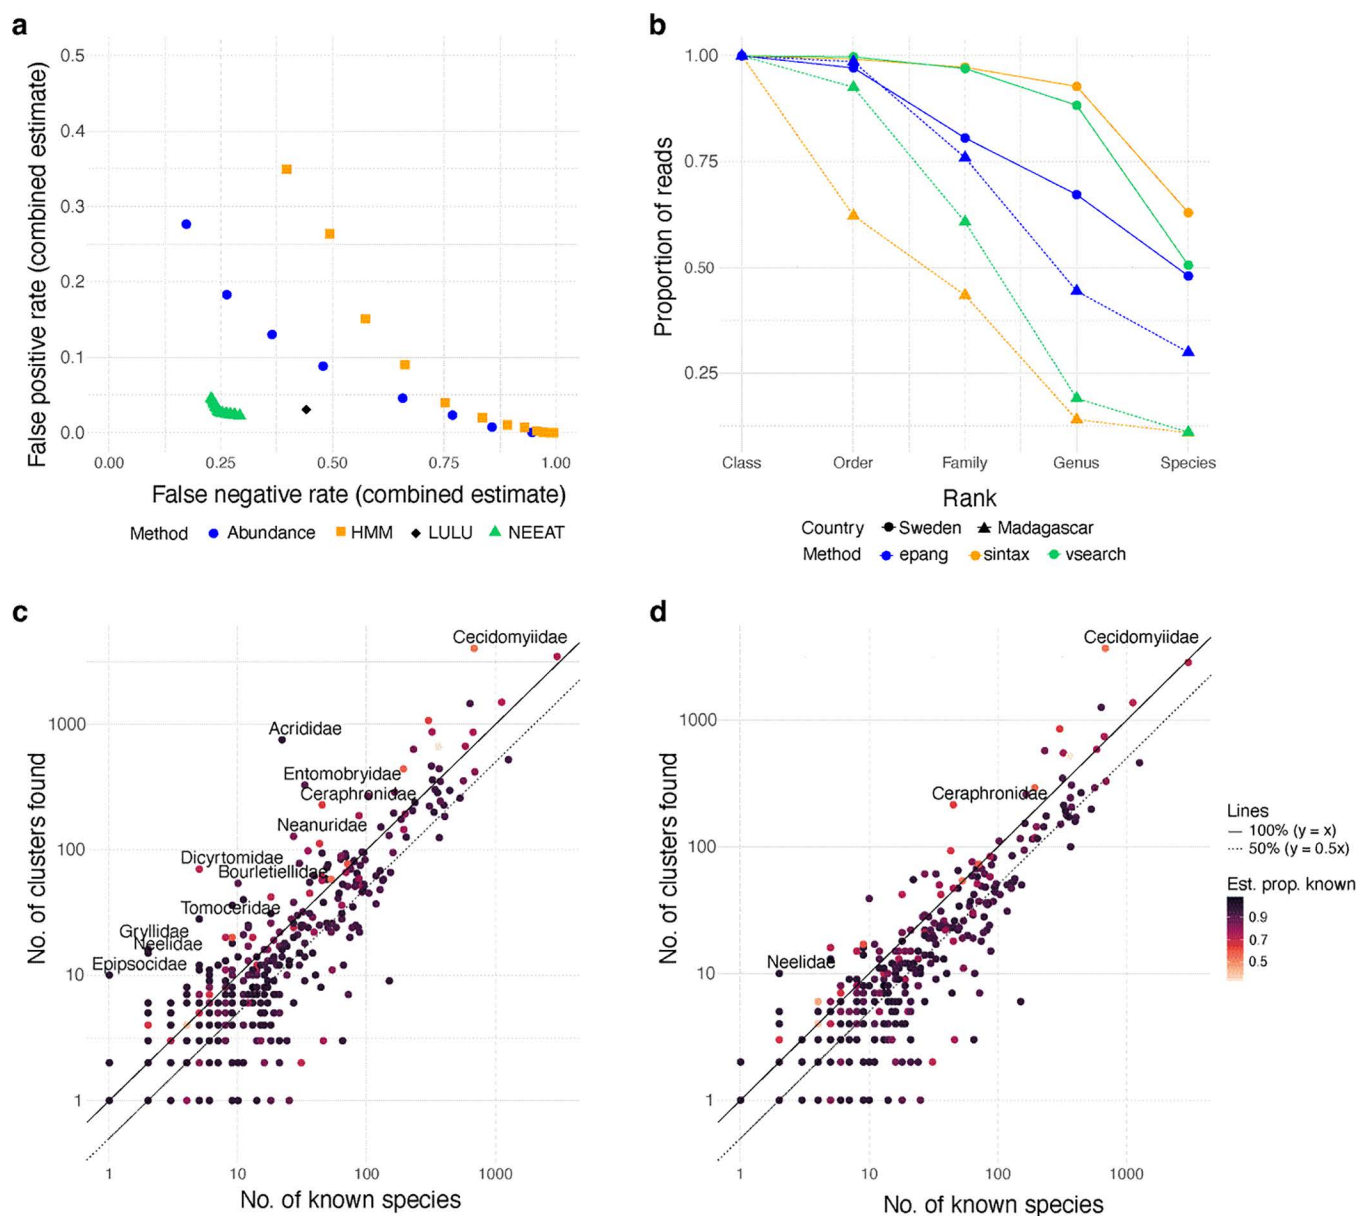 a
False positive rate (combined estimate)
0.5
0.4
0.3
0.2
0.1
0.0
0.00 0.25 0.50 0.75 1.00
False negative rate (combined estimate)
Method Abundance HMM LULU NEEAT
b
Proportion of reads
1.00
0.75
0.50
0.25
Class Order Family Genus Species
Rank
Country Sweden Madagascar
Method epang sintax vsearch
c
No. of clusters found
1000
100
10
1
Cecidomyiidae
Acrididae
Entomobryidae
Ceraphronidae
Neanuridae
Dicyrtomidae
Bourletiellidae
Tomoceridae
Gryllidae
Neelidae
Epipsocidae
1 10 100 1000
No. of known species
d
No. of clusters found
1000
100
10
1
Cecidomyiidae
Ceraphronidae
Neelidae
1 10 100 1000
No. of known species
Lines
100% (y = x)
50% (y = 0.5x)
Est. prop. known
0.9
0.7
0.5